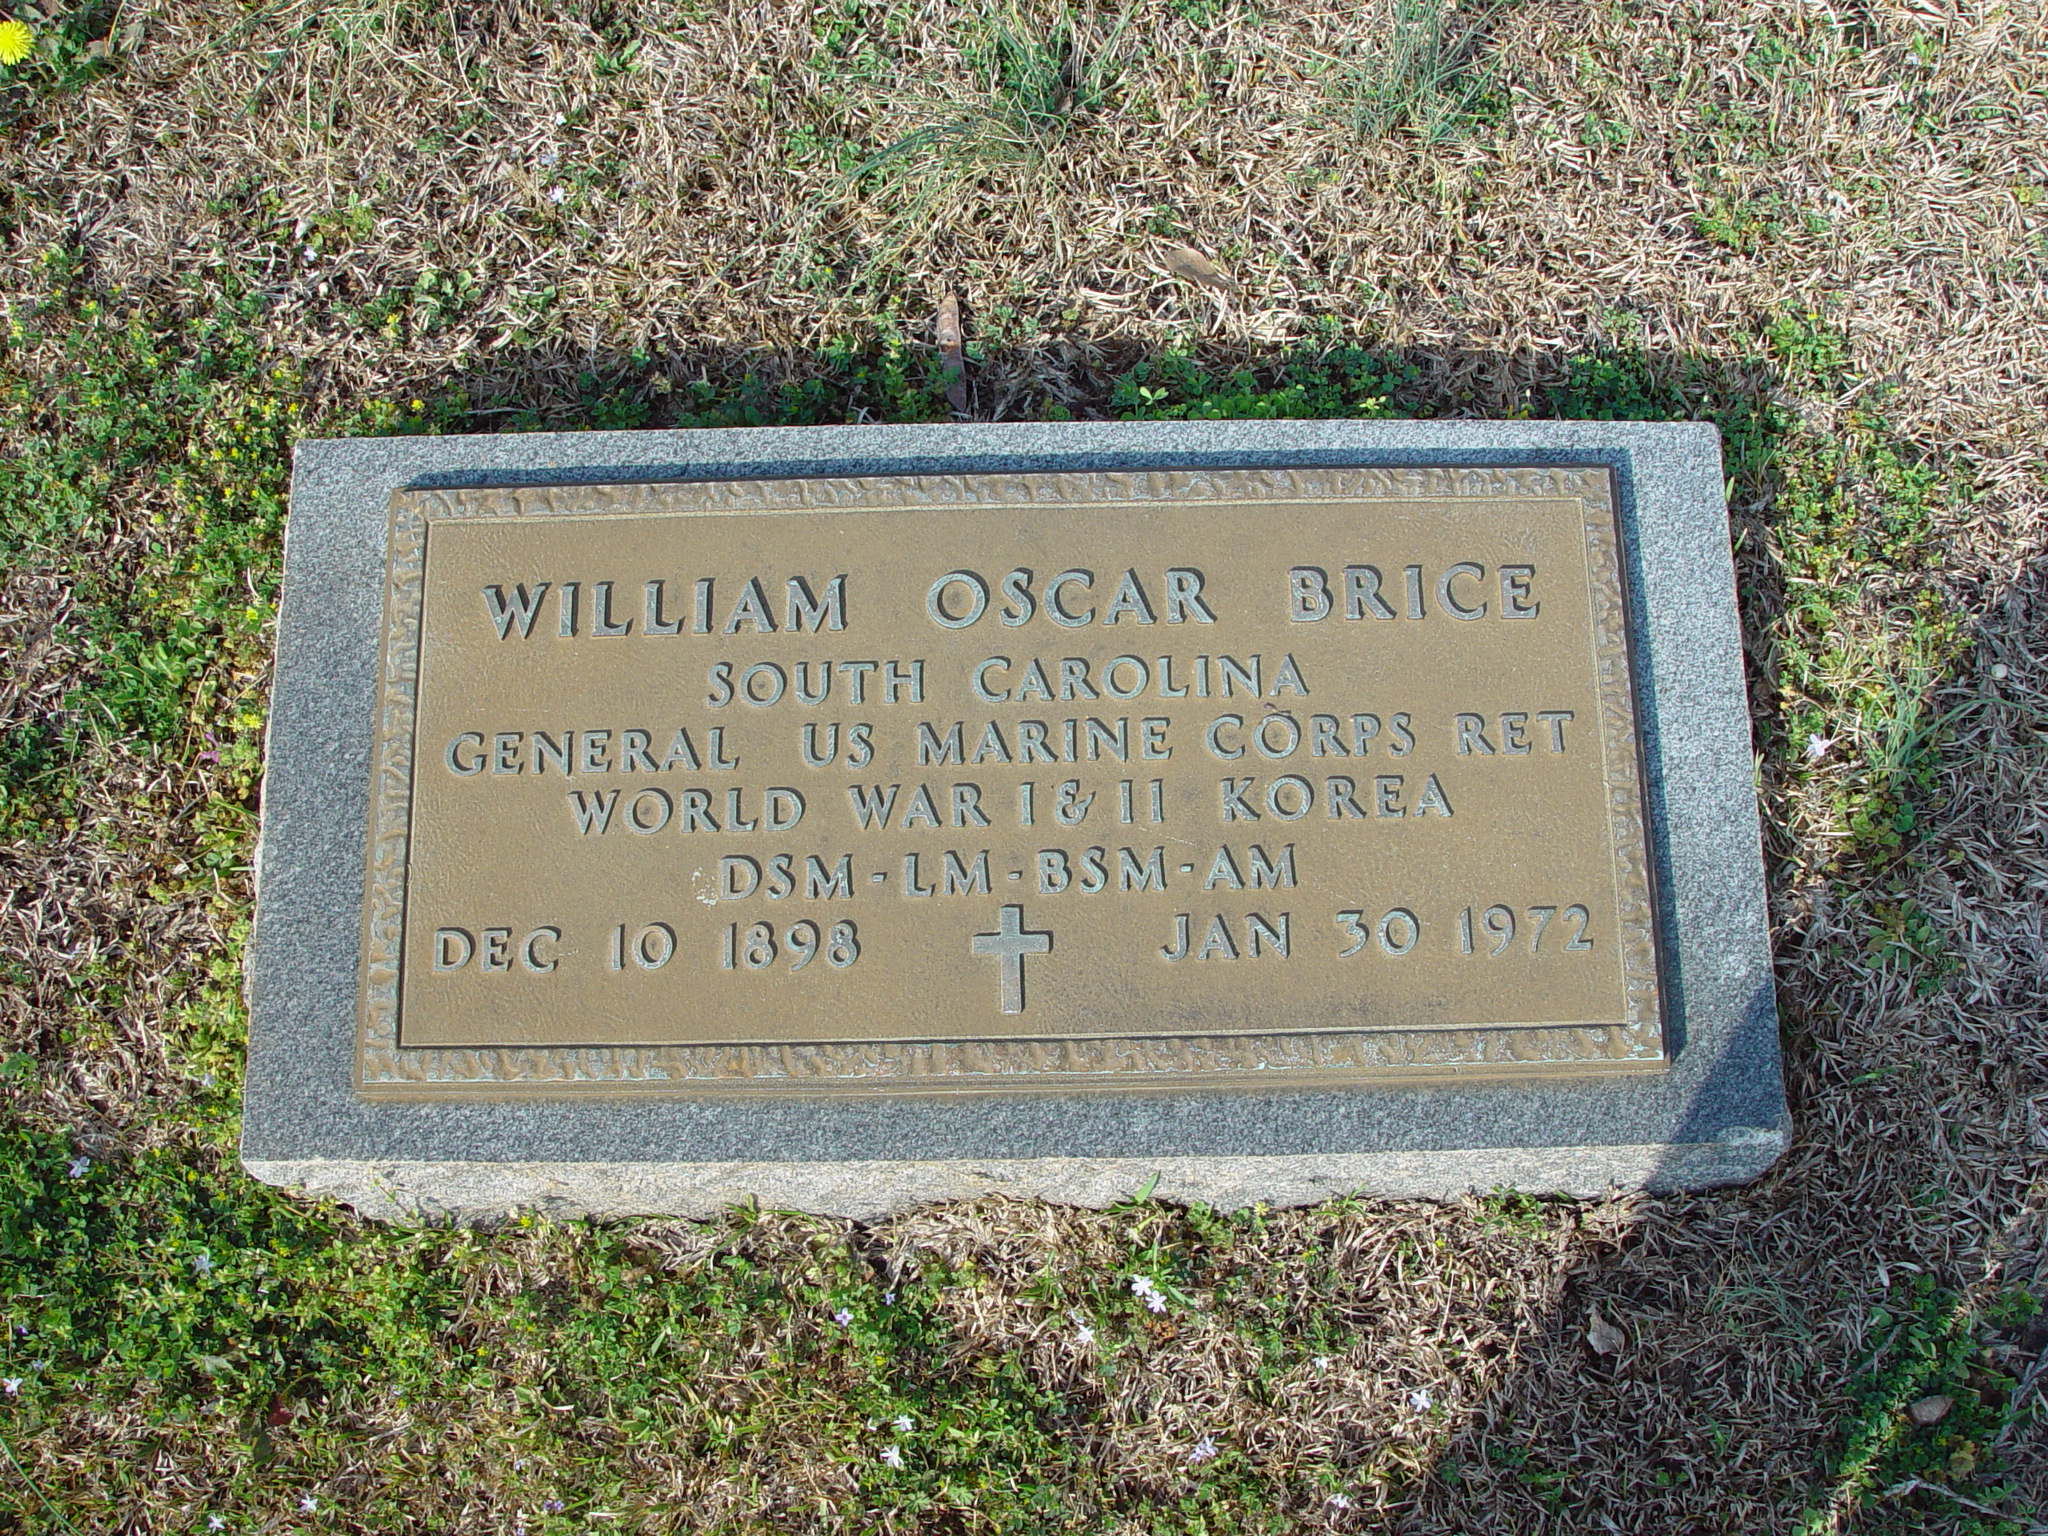 WILLIAM OSCAR BRICE
SOUTH CAROLINA
GENERAL US MARINE CORPS RET
WORLD WAR I & II KOREA
DSM-LM-BSM-AM
DEC 10 1898 JAN 30 1972